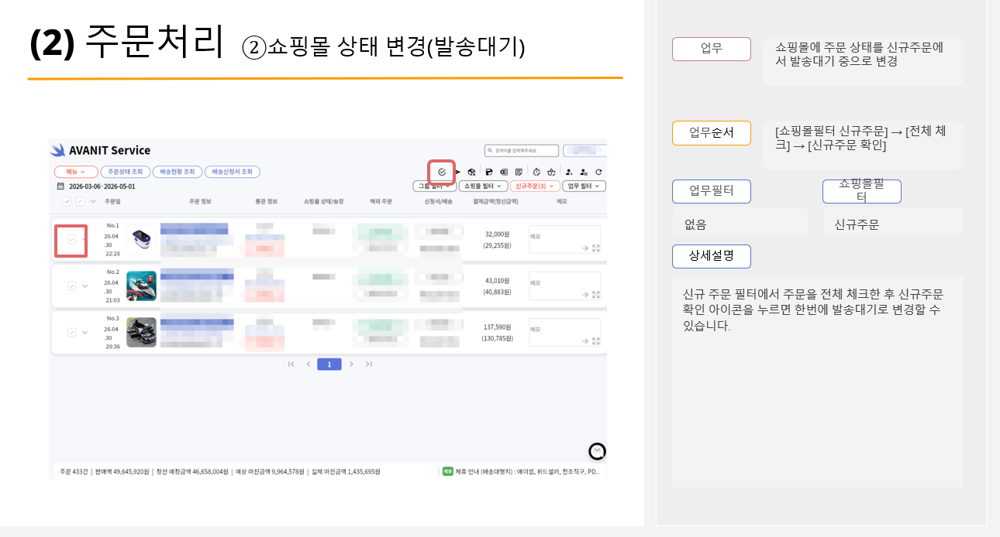 (2) 주문처리 ②쇼핑몰 상태 변경(발송대기)
AVANIT Service
검색어를 입력해주세요.
메뉴
주문상태 조회
배송현황 조회
배송신청서 조회
2026-03-06~2026-05-01
그룹 필터
쇼핑몰 필터
신규주문(3)
업무 필터
주문일
주문 정보
통관 정보
쇼핑몰 상태/송장
해외 주문
신청서/배송
결제금액(정산금액)
메모
No.1
26.04
.30
22:28
32,000원
(29,255원)
메모
No.2
26.04
.30
21:03
43,010원
(40,883원)
메모
No.3
26.04
.30
20:36
137,590원
(130,785원)
메모
1
주문 433건 | 판매액 49,645,920원 | 정산 예정금액 46,658,004원 | 예상 마진금액 9,964,578원 | 실제 마진금액 1,435,695원
제휴 제휴 안내 (배송대행지) : 에이셉, 위드셀러, 천조직구, PD...
업무
쇼핑몰에 주문 상태를 신규주문에
서 발송대기 중으로 변경
업무순서
[쇼핑몰필터 신규주문] → [전체 체
크] → [신규주문 확인]
업무필터
쇼핑몰필
터
없음
신규주문
상세설명
신규 주문 필터에서 주문을 전체 체크한 후 신규주문
확인 아이콘을 누르면 한번에 발송대기로 변경할 수
있습니다.